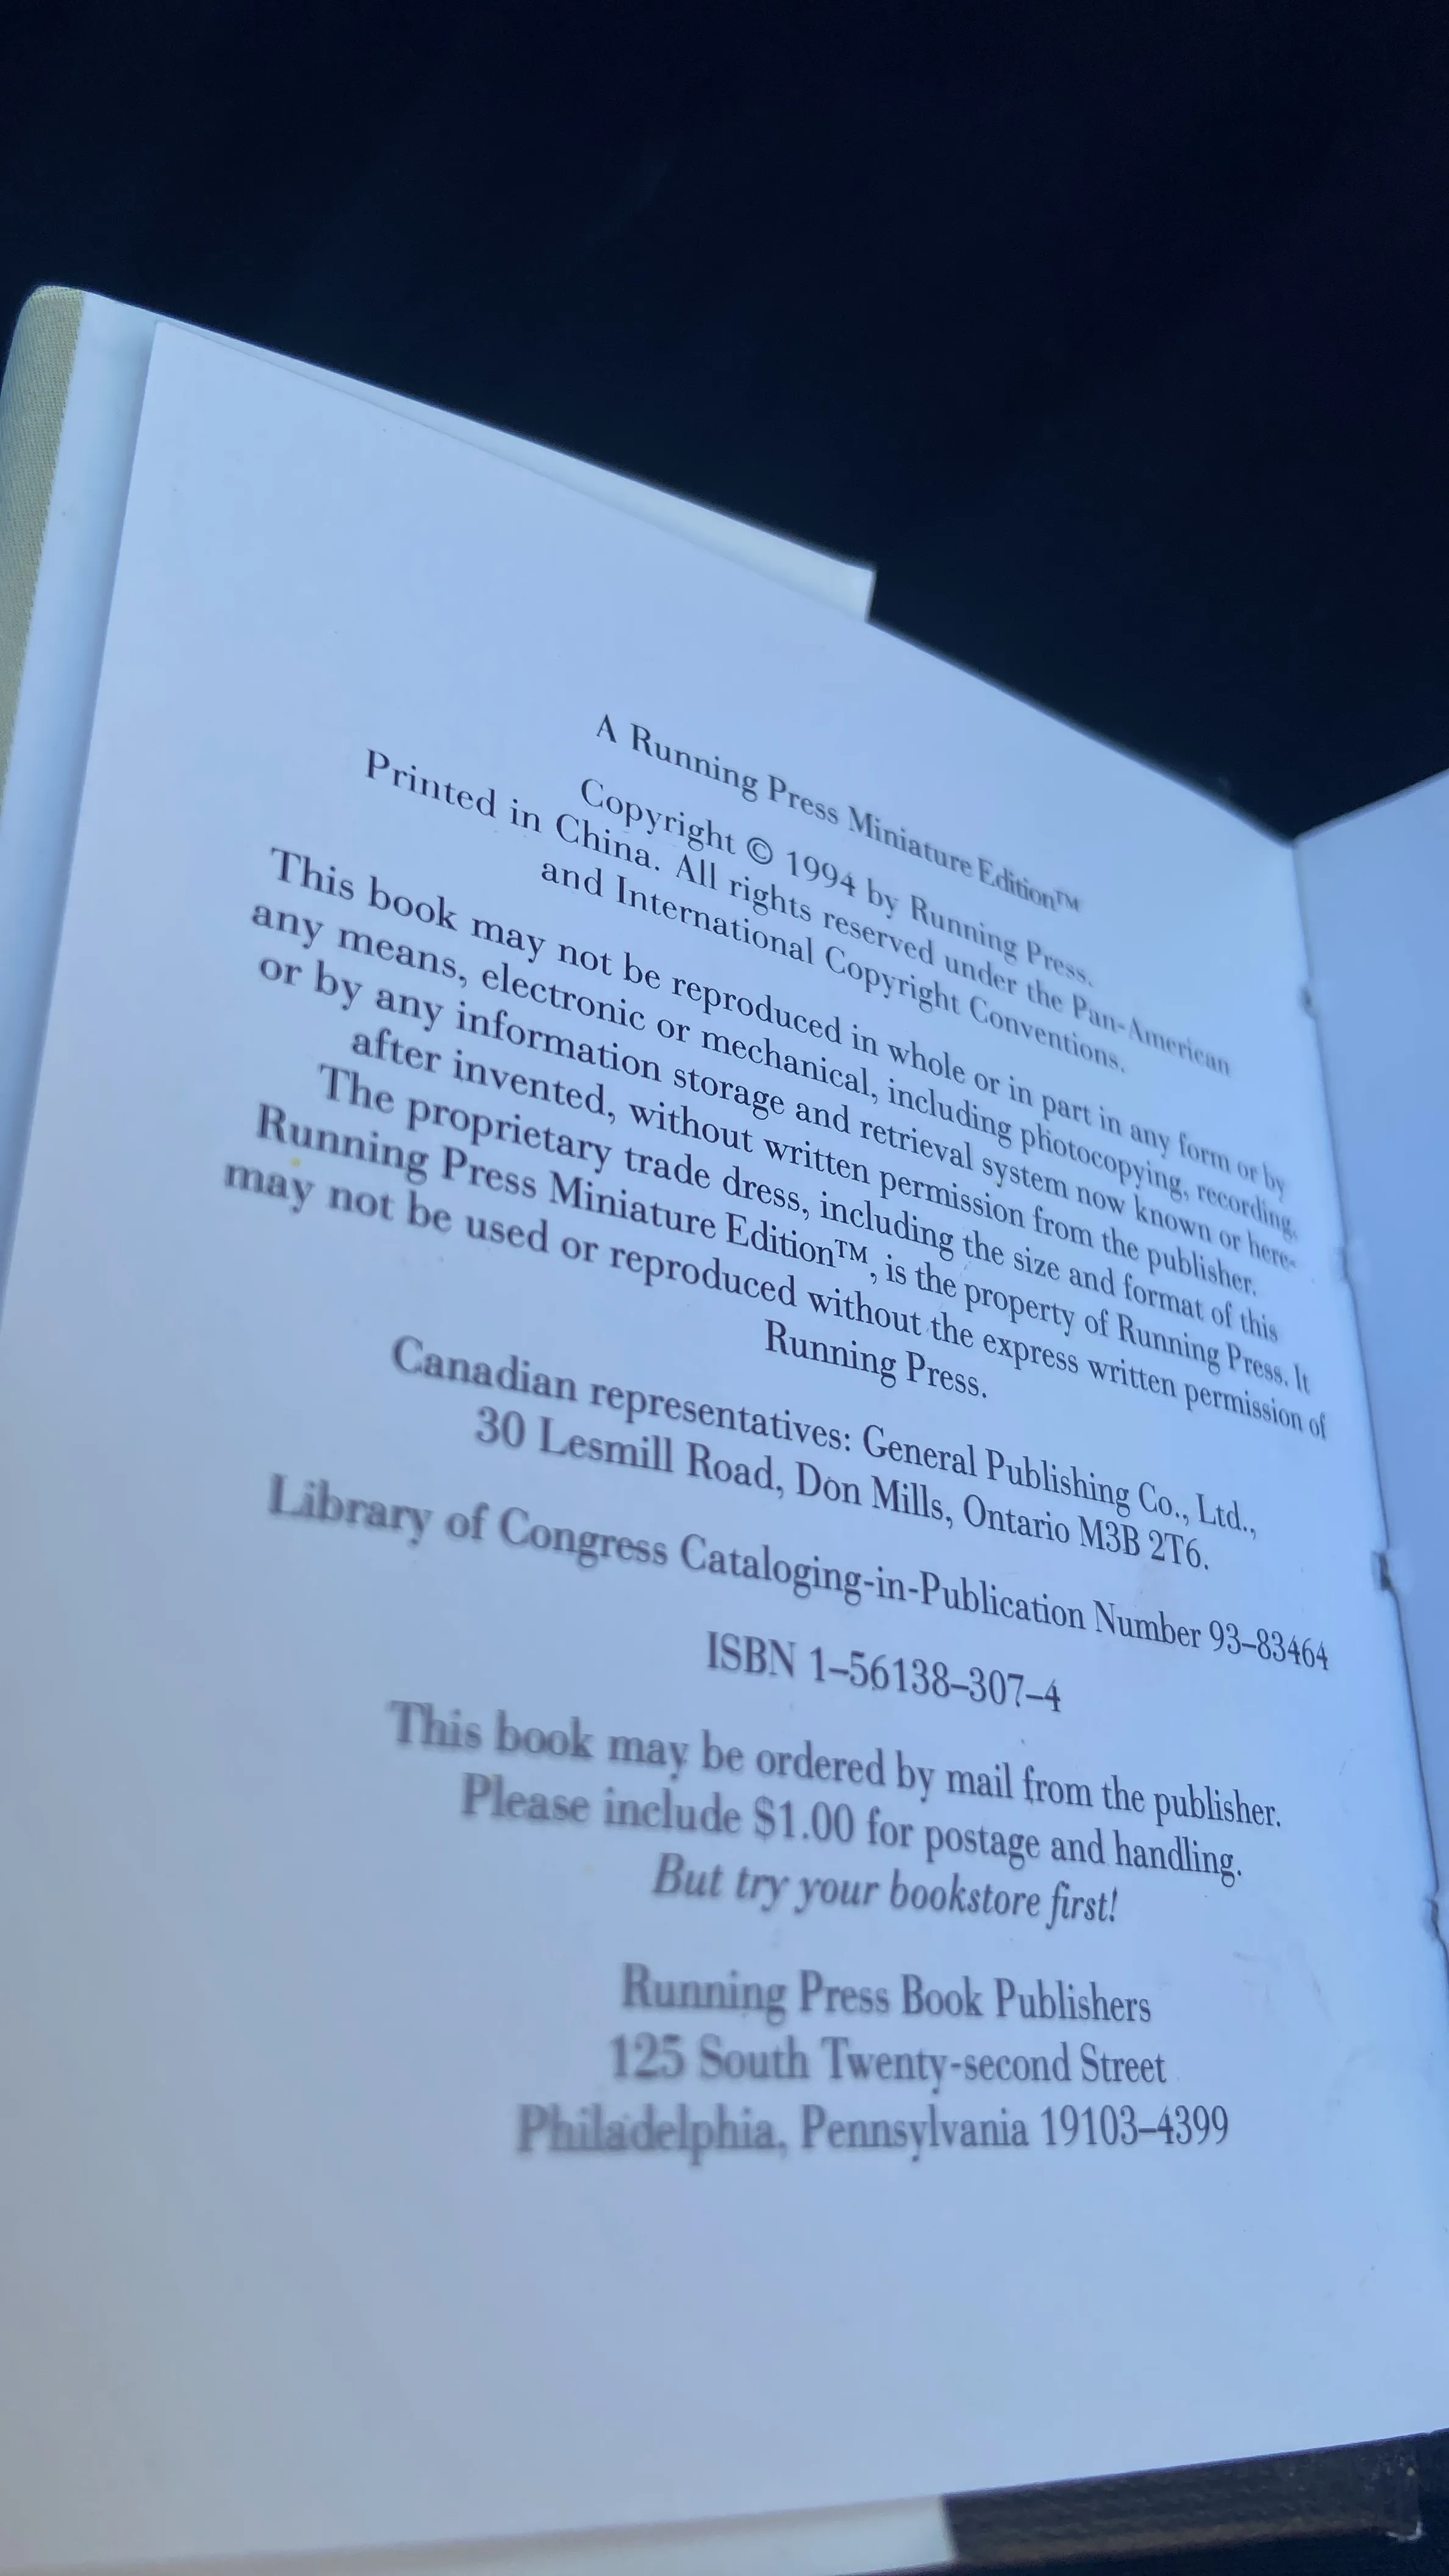 A Running Press Miniature Edition™
Copyright © 1994 by Running Press.
Printed in China. All rights reserved under the Pan-American
and International Copyright Conventions.
This book may not be reproduced in whole or in part in any form or by
any means, electronic or mechanical, including photocopying, recording,
or by any information storage and retrieval system now known or here-
after invented, without written permission from the publisher.
The proprietary trade dress, including the size and format of this
Running Press Miniature Edition™, is the property of Running Press. It
may not be used or reproduced without the express written permission of
Running Press.
Canadian representatives: General Publishing Co., Ltd.,
30 Lesmill Road, Don Mills, Ontario M3B 2T6.
Library of Congress Cataloging-in-Publication Number 93–83464
ISBN 1–56138–307–4
This book may be ordered by mail from the publisher.
Please include $1.00 for postage and handling.
But try your bookstore first!
Running Press Book Publishers
125 South Twenty-second Street
Philadelphia, Pennsylvania 19103–4399